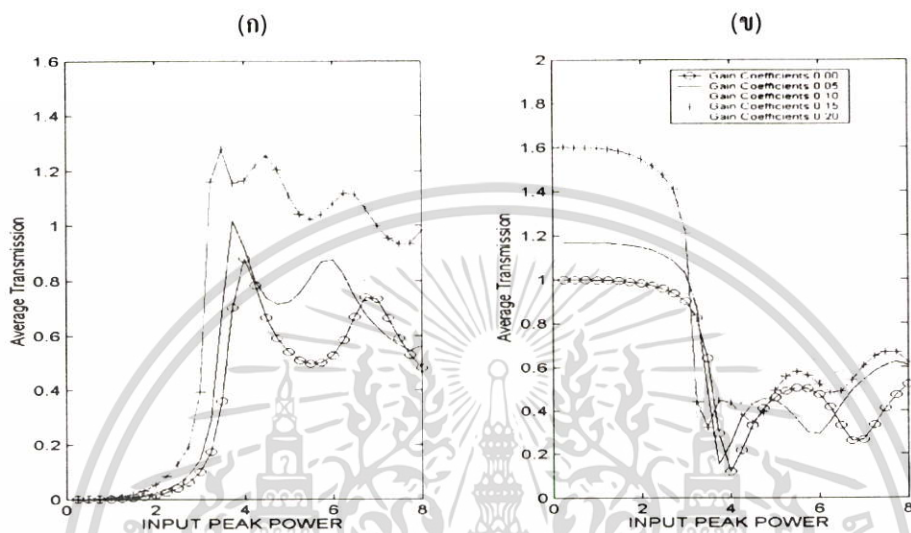 (ก)
(ข)
1.6
1.4
1.2
1
0.8
0.6
0.4
0.2
0
Average Transmission
0 2 4 6 8
INPUT PEAK POWER
2
1.8
1.6
1.4
1.2
1
0.8
0.6
0.4
0.2
0
Average Transmission
Gain Coefficients 0.00
Gain Coefficients 0.05
Gain Coefficients 0.10
Gain Coefficients 0.15
Gain Coefficients 0.20
0 2 4 6 8
INPUT PEAK POWER